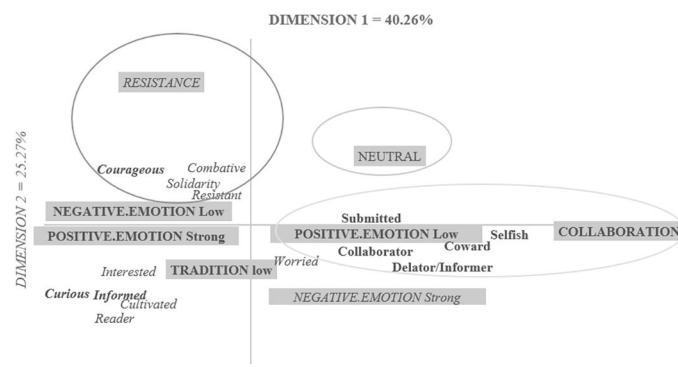 DIMENSION 1 = 40.26%
DIMENSION 2 = 25.27%
RESISTANCE
NEUTRAL
Courageous
Combative
Solidarity
Resistant
NEGATIVE.EMOTION Low
Submitted
POSITIVE.EMOTION Strong
POSITIVE.EMOTION Low
Selfish
COLLABORATION
Coward
Collaborator
Worried
Interested
TRADITION low
Delator/Informer
Curious
Informed
NEGATIVE.EMOTION Strong
Cultivated
Reader